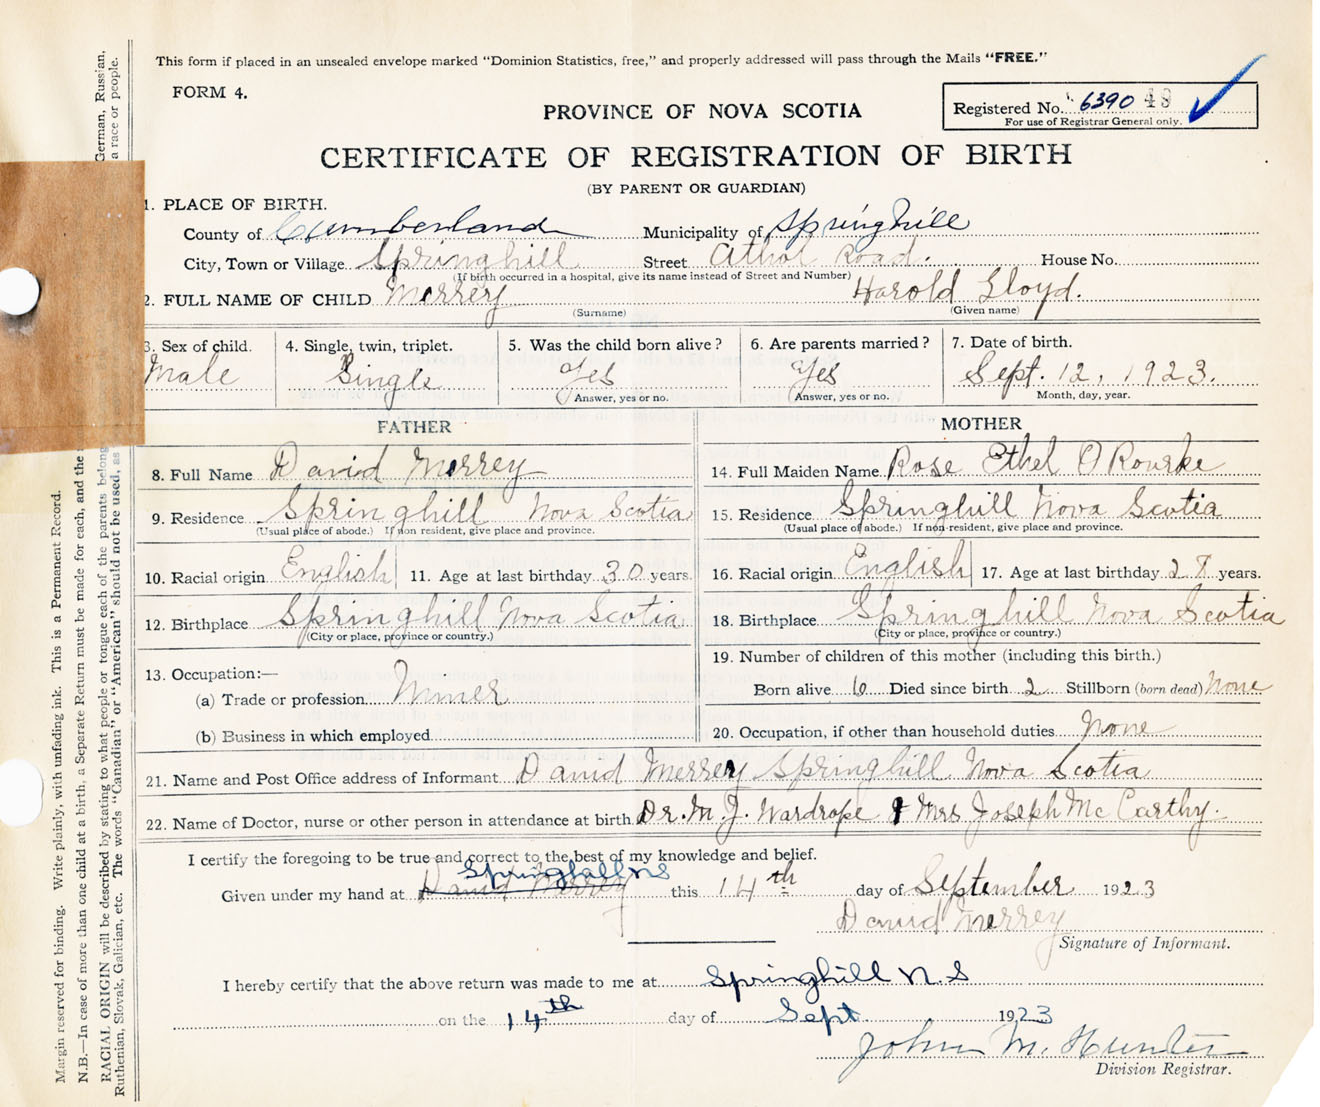 This form if placed in an unsealed envelope marked "Dominion Statistics, free," and properly addressed will pass through the Mails "FREE."
FORM 4.
PROVINCE OF NOVA SCOTIA
Registered No. 6390 49
For use of Registrar General only.
CERTIFICATE OF REGISTRATION OF BIRTH
(BY PARENT OR GUARDIAN)
1. PLACE OF BIRTH.
County of Cumberland Municipality of Springhill
City, Town or Village Springhill Street Athol Road. House No.
(If birth occurred in a hospital, give its name instead of Street and Number)
2. FULL NAME OF CHILD Merrey Harold Lloyd.
(Surname) (Given name)
3. Sex of child. 4. Single, twin, triplet. 5. Was the child born alive? 6. Are parents married? 7. Date of birth.
Male Single Yes Yes Sept. 12, 1923.
Answer, yes or no. Answer, yes or no. Month, day, year.
FATHER MOTHER
8. Full Name David Merrey 14. Full Maiden Name Rose Ethel O Rourke
9. Residence Springhill Nova Scotia 15. Residence Springhill Nova Scotia
(Usual place of abode.) If non resident, give place and province. (Usual place of abode.) If non-resident, give place and province.
10. Racial origin English 11. Age at last birthday 30 years. 16. Racial origin English 17. Age at last birthday 28 years.
12. Birthplace Springhill Nova Scotia 18. Birthplace Springhill Nova Scotia
(City or place, province or country.) (City or place, province or country.)
13. Occupation:— 19. Number of children of this mother (including this birth.)
(a) Trade or profession Miner Born alive 6 Died since birth 2 Stillborn (born dead) None
(b) Business in which employed 20. Occupation, if other than household duties. None
21. Name and Post Office address of Informant David Merrey Springhill Nova Scotia
22. Name of Doctor, nurse or other person in attendance at birth. Dr. M. J. Wardrope & Mrs Joseph McCarthy.
I certify the foregoing to be true and correct to the best of my knowledge and belief.
Springhill NS
Given under my hand at David Merrey this 14th day of September 1923
David Merrey
Signature of Informant.
I hereby certify that the above return was made to me at Springhill N.S
on the 14th day of Sept 1923
John M. Hunter
Division Registrar.
Margin reserved for binding. Write plainly, with unfading ink. This is a Permanent Record.
N.B.—In case of more than one child at a birth, a Separate Return must be made for each, and the
RACIAL ORIGIN will be described by stating to what people or tongue each of the parents belong
German, Russian,
Ruthenian, Slovak, Galician, etc. The words "Canadian" or "American" should not be used, as
a race or people.